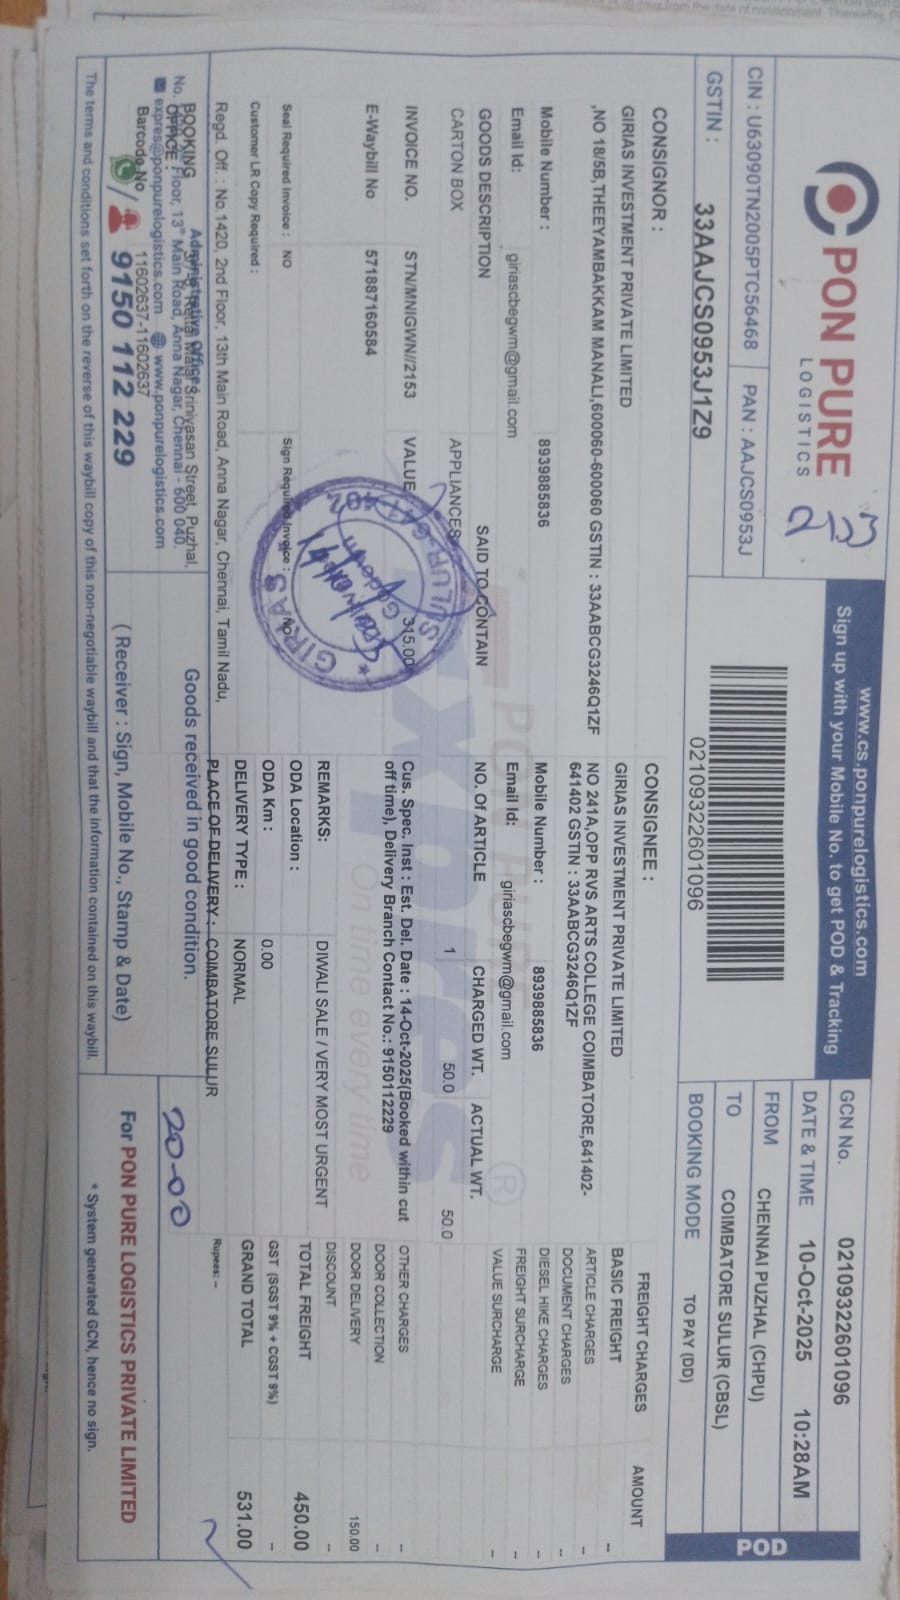 PON PURE
LOGISTICS
CIN : U63090TN2005PTC56468
PAN : AAJCS0953J
GSTIN : 33AAJCS0953J1Z9
www.cs.ponpurelogistics.com
Sign up with your Mobile No. to get POD & Tracking
02109322601096
GCN No. 02109322601096
DATE & TIME 10-Oct-2025 10:28AM
FROM CHENNAI PUZHAL (CHPU)
TO COIMBATORE SULUR (CBSL)
BOOKING MODE TO PAY (DD)
POD
CONSIGNOR :
GIRIAS INVESTMENT PRIVATE LIMITED
,NO 18/5B,THEEYAMBAKKAM MANALI,600060-600060 GSTIN : 33AABCG3246Q1ZF
Mobile Number : 8939885836
Email Id: giriascbegwm@gmail.com
CONSIGNEE :
GIRIAS INVESTMENT PRIVATE LIMITED
NO 241A,OPP RVS ARTS COLLEGE COIMBATORE,641402-
641402 GSTIN : 33AABCG3246Q1ZF
Mobile Number : 8939885836
Email Id: giriascbegwm@gmail.com
GOODS DESCRIPTION SAID TO CONTAIN NO. Of ARTICLE CHARGED WT. ACTUAL WT.
CARTON BOX APPLIANCES 1 50.0 50.0
INVOICE NO. STN/MNIGWN//2153 VALUE 315.00
E-Waybill No 571887160584
Seal Required Invoice : NO Sign Required Invoice : NO
Customer LR Copy Required :
Cus. Spec. Inst : Est. Del. Date : 14-Oct-2025(Booked within cut
off time), Delivery Branch Contact No.: 9150112229
REMARKS: DIWALI SALE / VERY MOST URGENT
ODA Location :
ODA Km : 0.00
DELIVERY TYPE : NORMAL
PLACE OF DELIVERY : COIMBATORE SULUR
FREIGHT CHARGES AMOUNT
BASIC FREIGHT --
ARTICLE CHARGES --
DOCUMENT CHARGES --
DIESEL HIKE CHARGES --
FREIGHT SURCHARGE --
VALUE SURCHARGE --
OTHER CHARGES --
DOOR COLLECTION --
DOOR DELIVERY 150.00
DISCOUNT --
TOTAL FREIGHT 450.00
GST (SGST 9% + CGST 9%) --
GRAND TOTAL 531.00
Rupees: –
PON PURE
Expres
On time every time
GIRIAS
SULUR-641 402
Regd. Off. : No.1420, 2nd Floor, 13th Main Road, Anna Nagar, Chennai, Tamil Nadu,
Administrative Office :
BOOKING
OFFICE :
Srinivasan Street, Puzhal,
Floor, 13th Main Road, Anna Nagar, Chennai - 600 040.
expres@ponpurelogistics.com www.ponpurelogistics.com
Barcode No 11602637-11602637
9150 112 229
Goods received in good condition.
( Receiver : Sign, Mobile No., Stamp & Date)
20-00
For PON PURE LOGISTICS PRIVATE LIMITED
* System generated GCN, hence no sign.
The terms and conditions set forth on the reverse of this waybill copy of this non-negotiable waybill and that the information contained on this waybill.